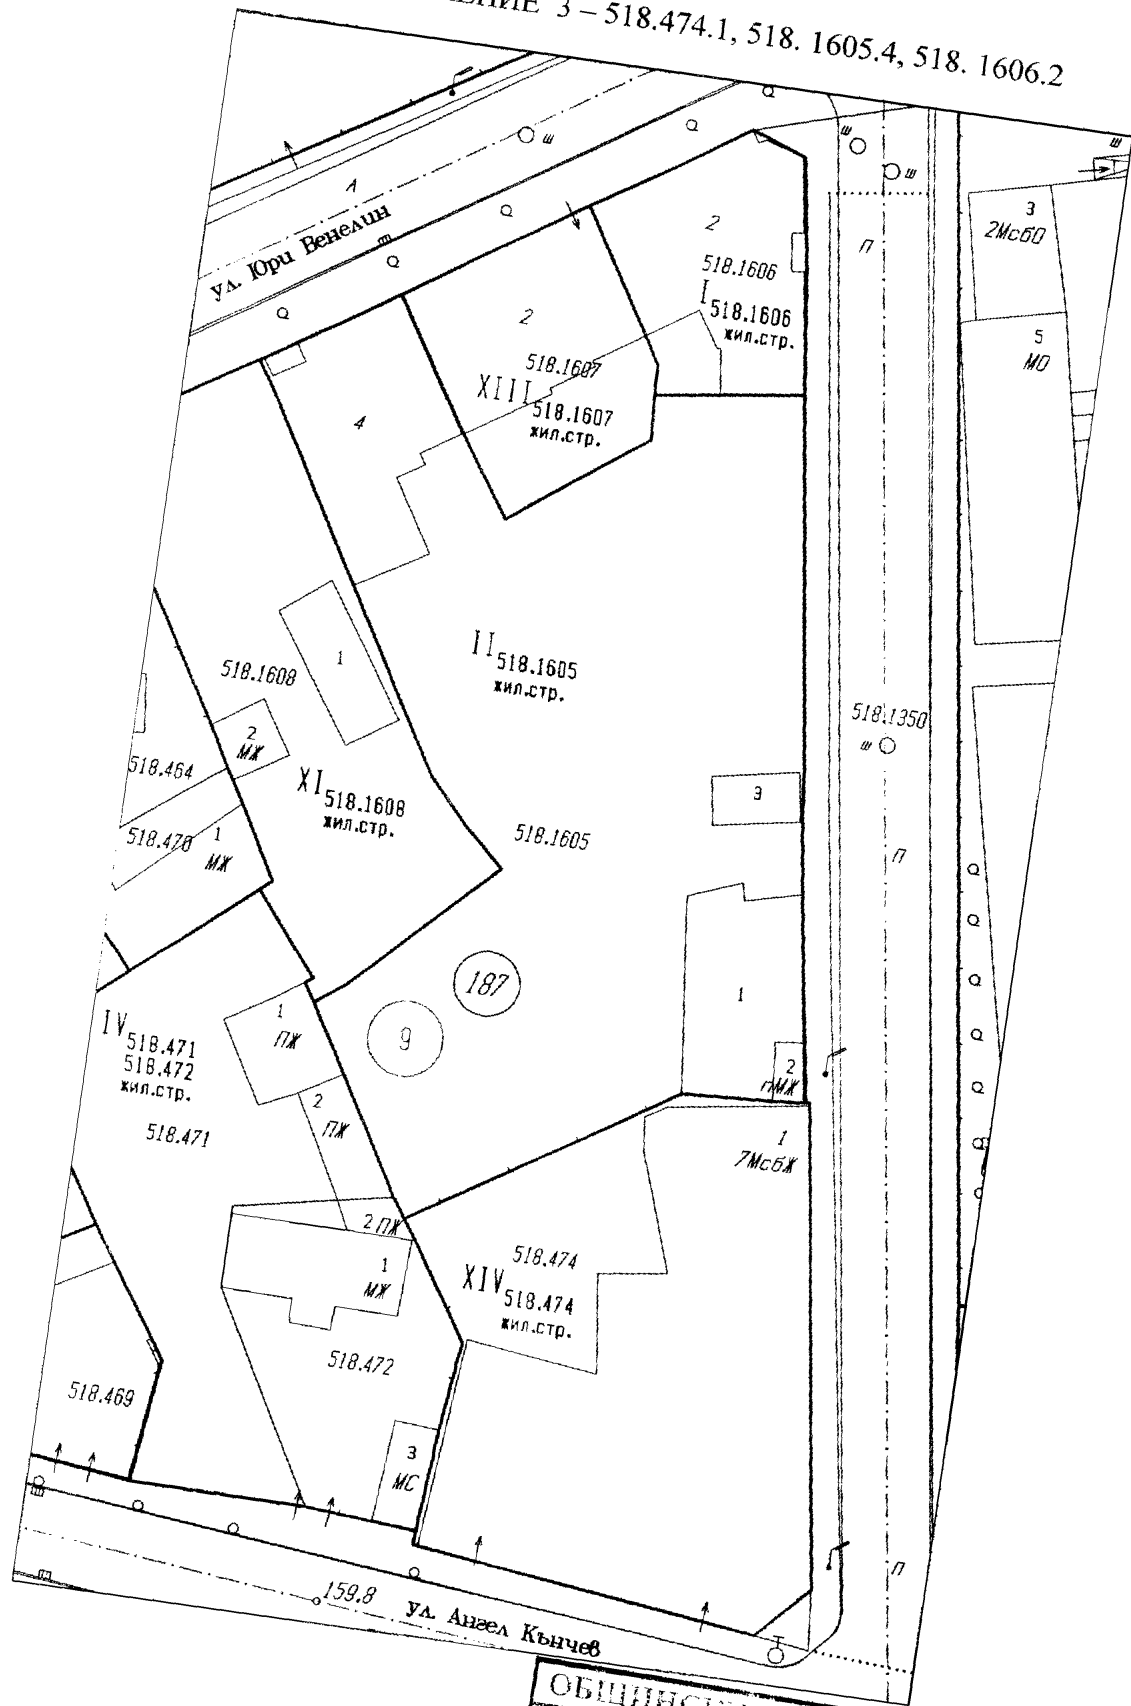 3 – 518.474.1, 518. 1605.4, 518. 1606.2
ш
ш
ш
ш
А
ул. Юри Венелин
П
3
2МсбО
2
518.1606
I 518.1606
жил.стр.
5
МО
2
518.1607
XIII 518.1607
жил.стр.
4
1
II 518.1605
жил.стр.
518.1608
2
МЖ
518.1350
ш
518.464
XI 518.1608
жил.стр.
3
518.470
1
МЖ
518.1605
П
187
9
1
IV 518.471
518.472
жил.стр.
1
ПЖ
2
пМЖ
2
ПЖ
518.471
1
7МсбЖ
2 ПЖ
1
МЖ
518.474
XIV 518.474
жил.стр.
518.472
518.469
3
МС
П
159.8
ул. Ангел Кънчев